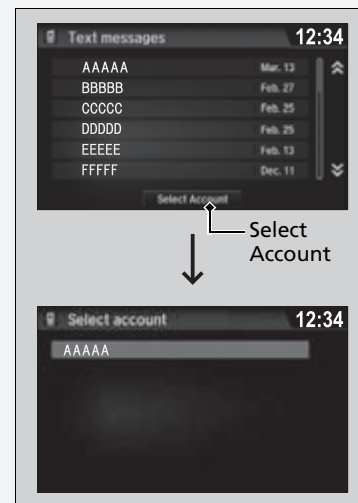 Text messages 12:34
AAAAA Mar. 13
BBBBB Feb. 27
CCCCC Feb. 25
DDDDD Feb. 25
EEEEE Feb. 13
FFFFF Dec. 11
Select Account
Select
Account
Select account 12:34
AAAAA